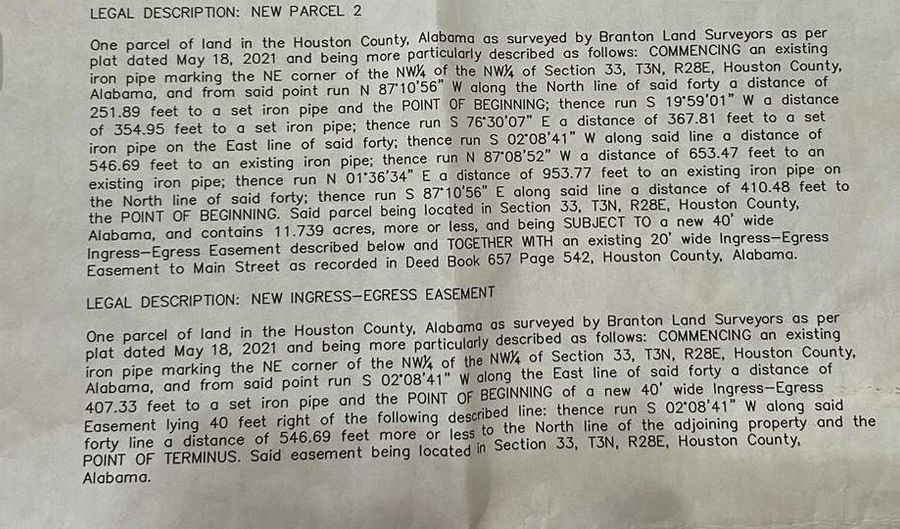 LEGAL DESCRIPTION: NEW PARCEL 2
One parcel of land in the Houston County, Alabama as surveyed by Branton Land Surveyors as per
plat dated May 18, 2021 and being more particularly described as follows: COMMENCING an existing
iron pipe marking the NE corner of the NW¼ of the NW¼ of Section 33, T3N, R28E, Houston County,
Alabama, and from said point run N 87°10'56" W along the North line of said forty a distance of
251.89 feet to a set iron pipe and the POINT OF BEGINNING; thence run S 19°59'01" W a distance
of 354.95 feet to a set iron pipe; thence run S 76°30'07" E a distance of 367.81 feet to a set
iron pipe on the East line of said forty; thence run S 02°08'41" W along said line a distance of
546.69 feet to an existing iron pipe; thence run N 87°08'52" W a distance of 653.47 feet to an
existing iron pipe; thence run N 01°36'34" E a distance of 953.77 feet to an existing iron pipe on
the North line of said forty; thence run S 87°10'56" E along said line a distance of 410.48 feet to
the POINT OF BEGINNING. Said parcel being located in Section 33, T3N, R28E, Houston County,
Alabama, and contains 11.739 acres, more or less, and being SUBJECT TO a new 40' wide
Ingress–Egress Easement described below and TOGETHER WITH an existing 20' wide Ingress–Egress
Easement to Main Street as recorded in Deed Book 657 Page 542, Houston County, Alabama.
LEGAL DESCRIPTION: NEW INGRESS–EGRESS EASEMENT
One parcel of land in the Houston County, Alabama as surveyed by Branton Land Surveyors as per
plat dated May 18, 2021 and being more particularly described as follows: COMMENCING an existing
iron pipe marking the NE corner of the NW¼ of the NW¼ of Section 33, T3N, R28E, Houston County,
Alabama, and from said point run S 02°08'41" W along the East line of said forty a distance of
407.33 feet to a set iron pipe and the POINT OF BEGINNING of a new 40' wide Ingress–Egress
Easement lying 40 feet right of the following described line: thence run S 02°08'41" W along said
forty line a distance of 546.69 feet more or less to the North line of the adjoining property and the
POINT OF TERMINUS. Said easement being located in Section 33, T3N, R28E, Houston County,
Alabama.